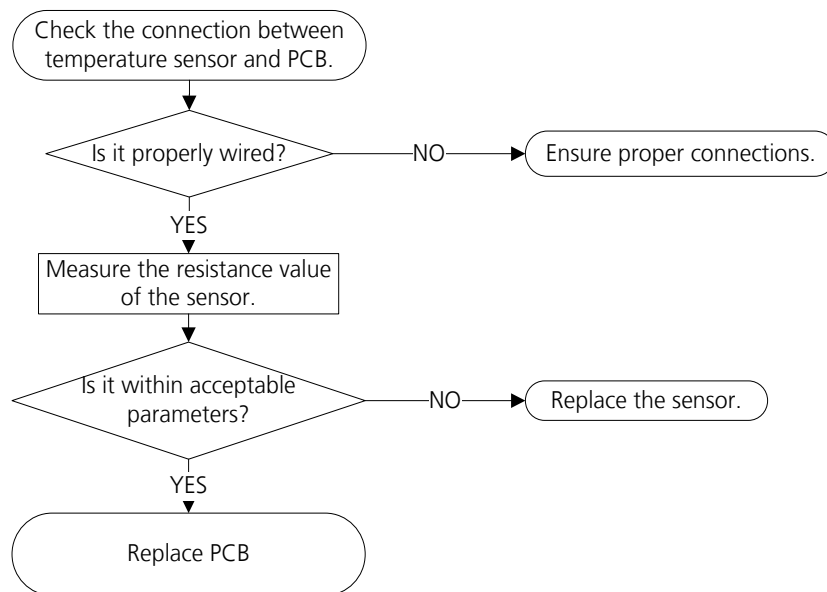 Check the connection between
temperature sensor and PCB.
Is it properly wired?
NO
Ensure proper connections.
YES
Measure the resistance value
of the sensor.
Is it within acceptable
parameters?
NO
Replace the sensor.
YES
Replace PCB